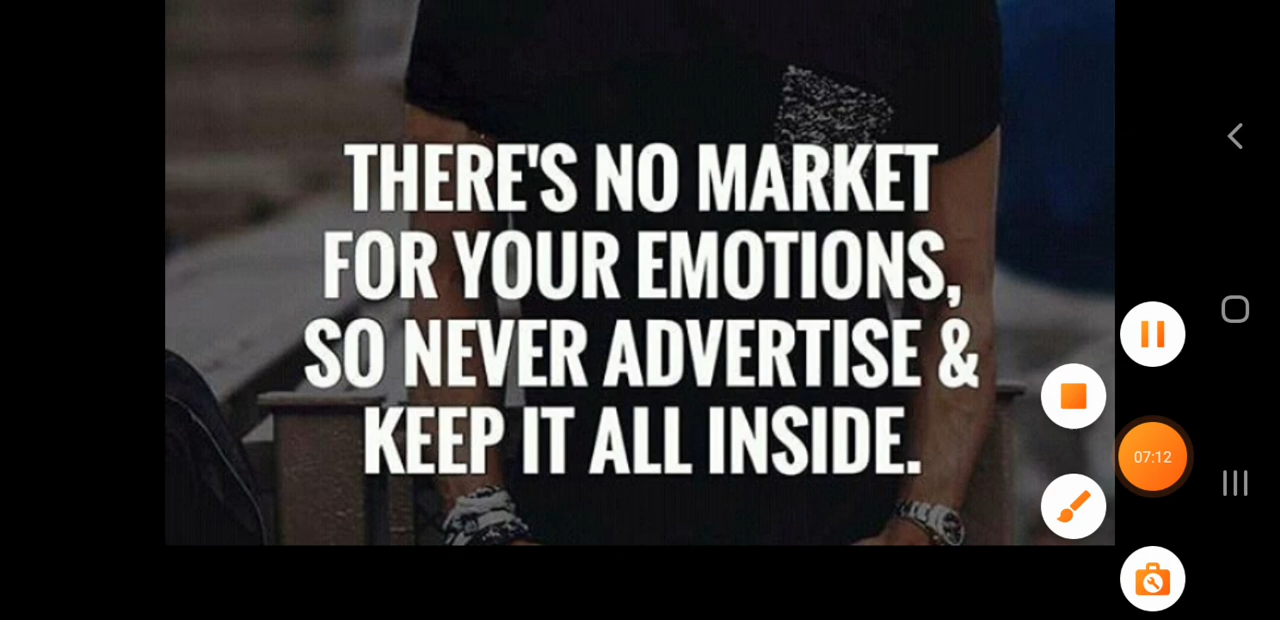 THERE'S NO MARKET
FOR YOUR EMOTIONS,
SO NEVER ADVERTISE &
KEEP IT ALL INSIDE.
07:12